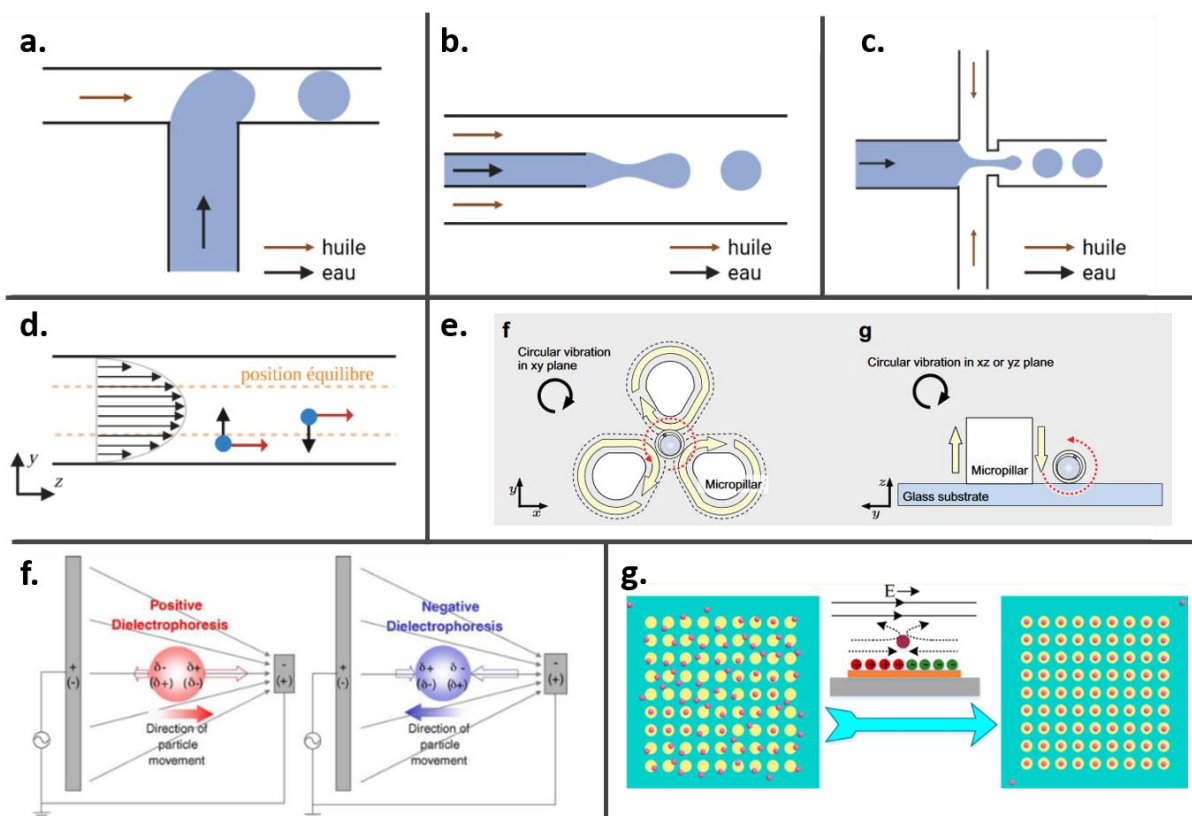 a.
huile
eau
b.
huile
eau
c.
huile
eau
d.
position équilibre
y
z
e.
f
Circular vibration
in xy plane
Micropillar
y
x
g
Circular vibration in xz or yz plane
Micropillar
Glass substrate
z
y
f.
+
(-)
Positive
Dielectrophoresis
δ- δ+
(δ+) (δ-)
-
(+)
Direction of
particle
movement
+
(-)
Negative
Dielectrophoresis
δ+ δ-
(δ-) (δ+)
-
(+)
Direction of
particle
movement
g.
E
+ + + + - - - -